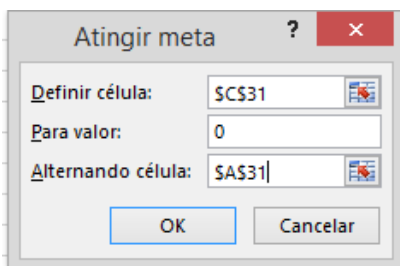 Atingir meta ? ×
Definir célula: $C$31
Para valor: 0
Alternando célula: $A$31
OK Cancelar